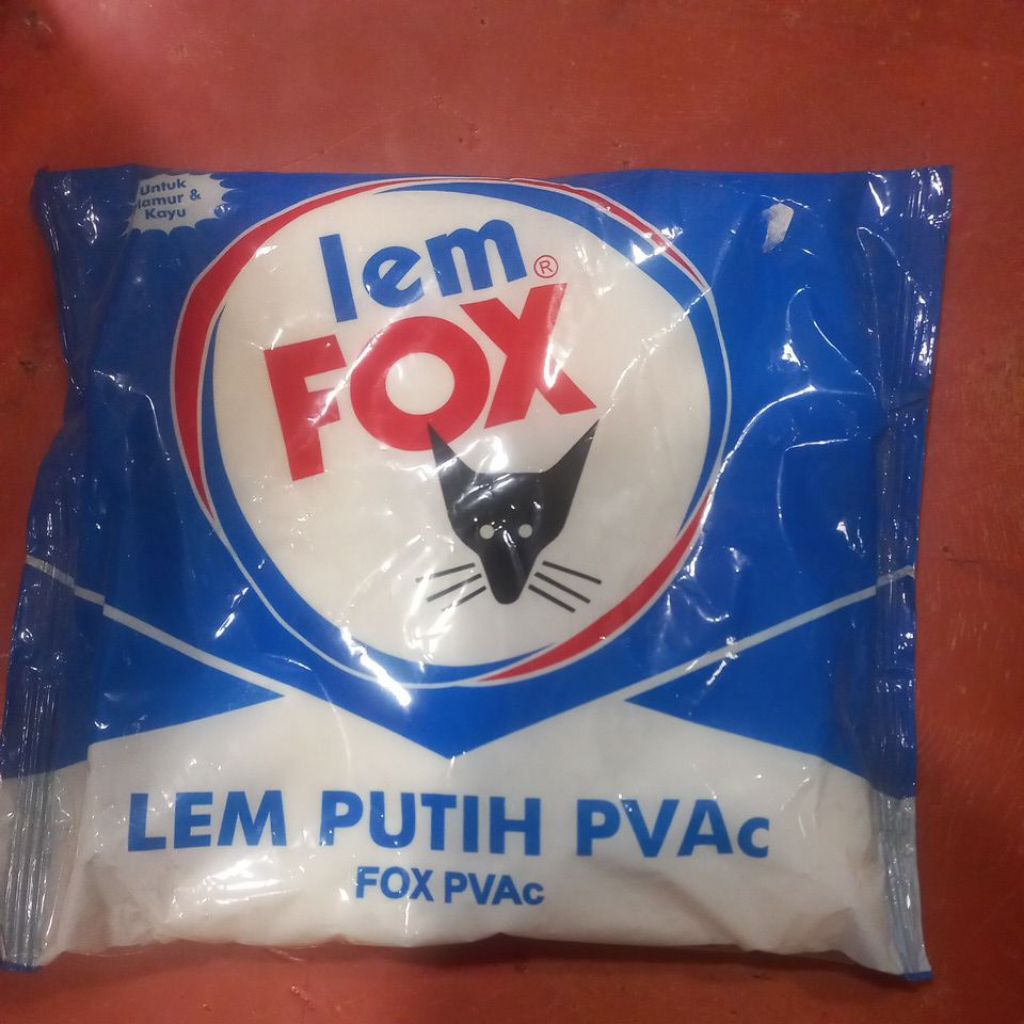 Untuk
&
Kayu
lem
®
FOX
LEM PUTIH PVAc
FOX PVAc